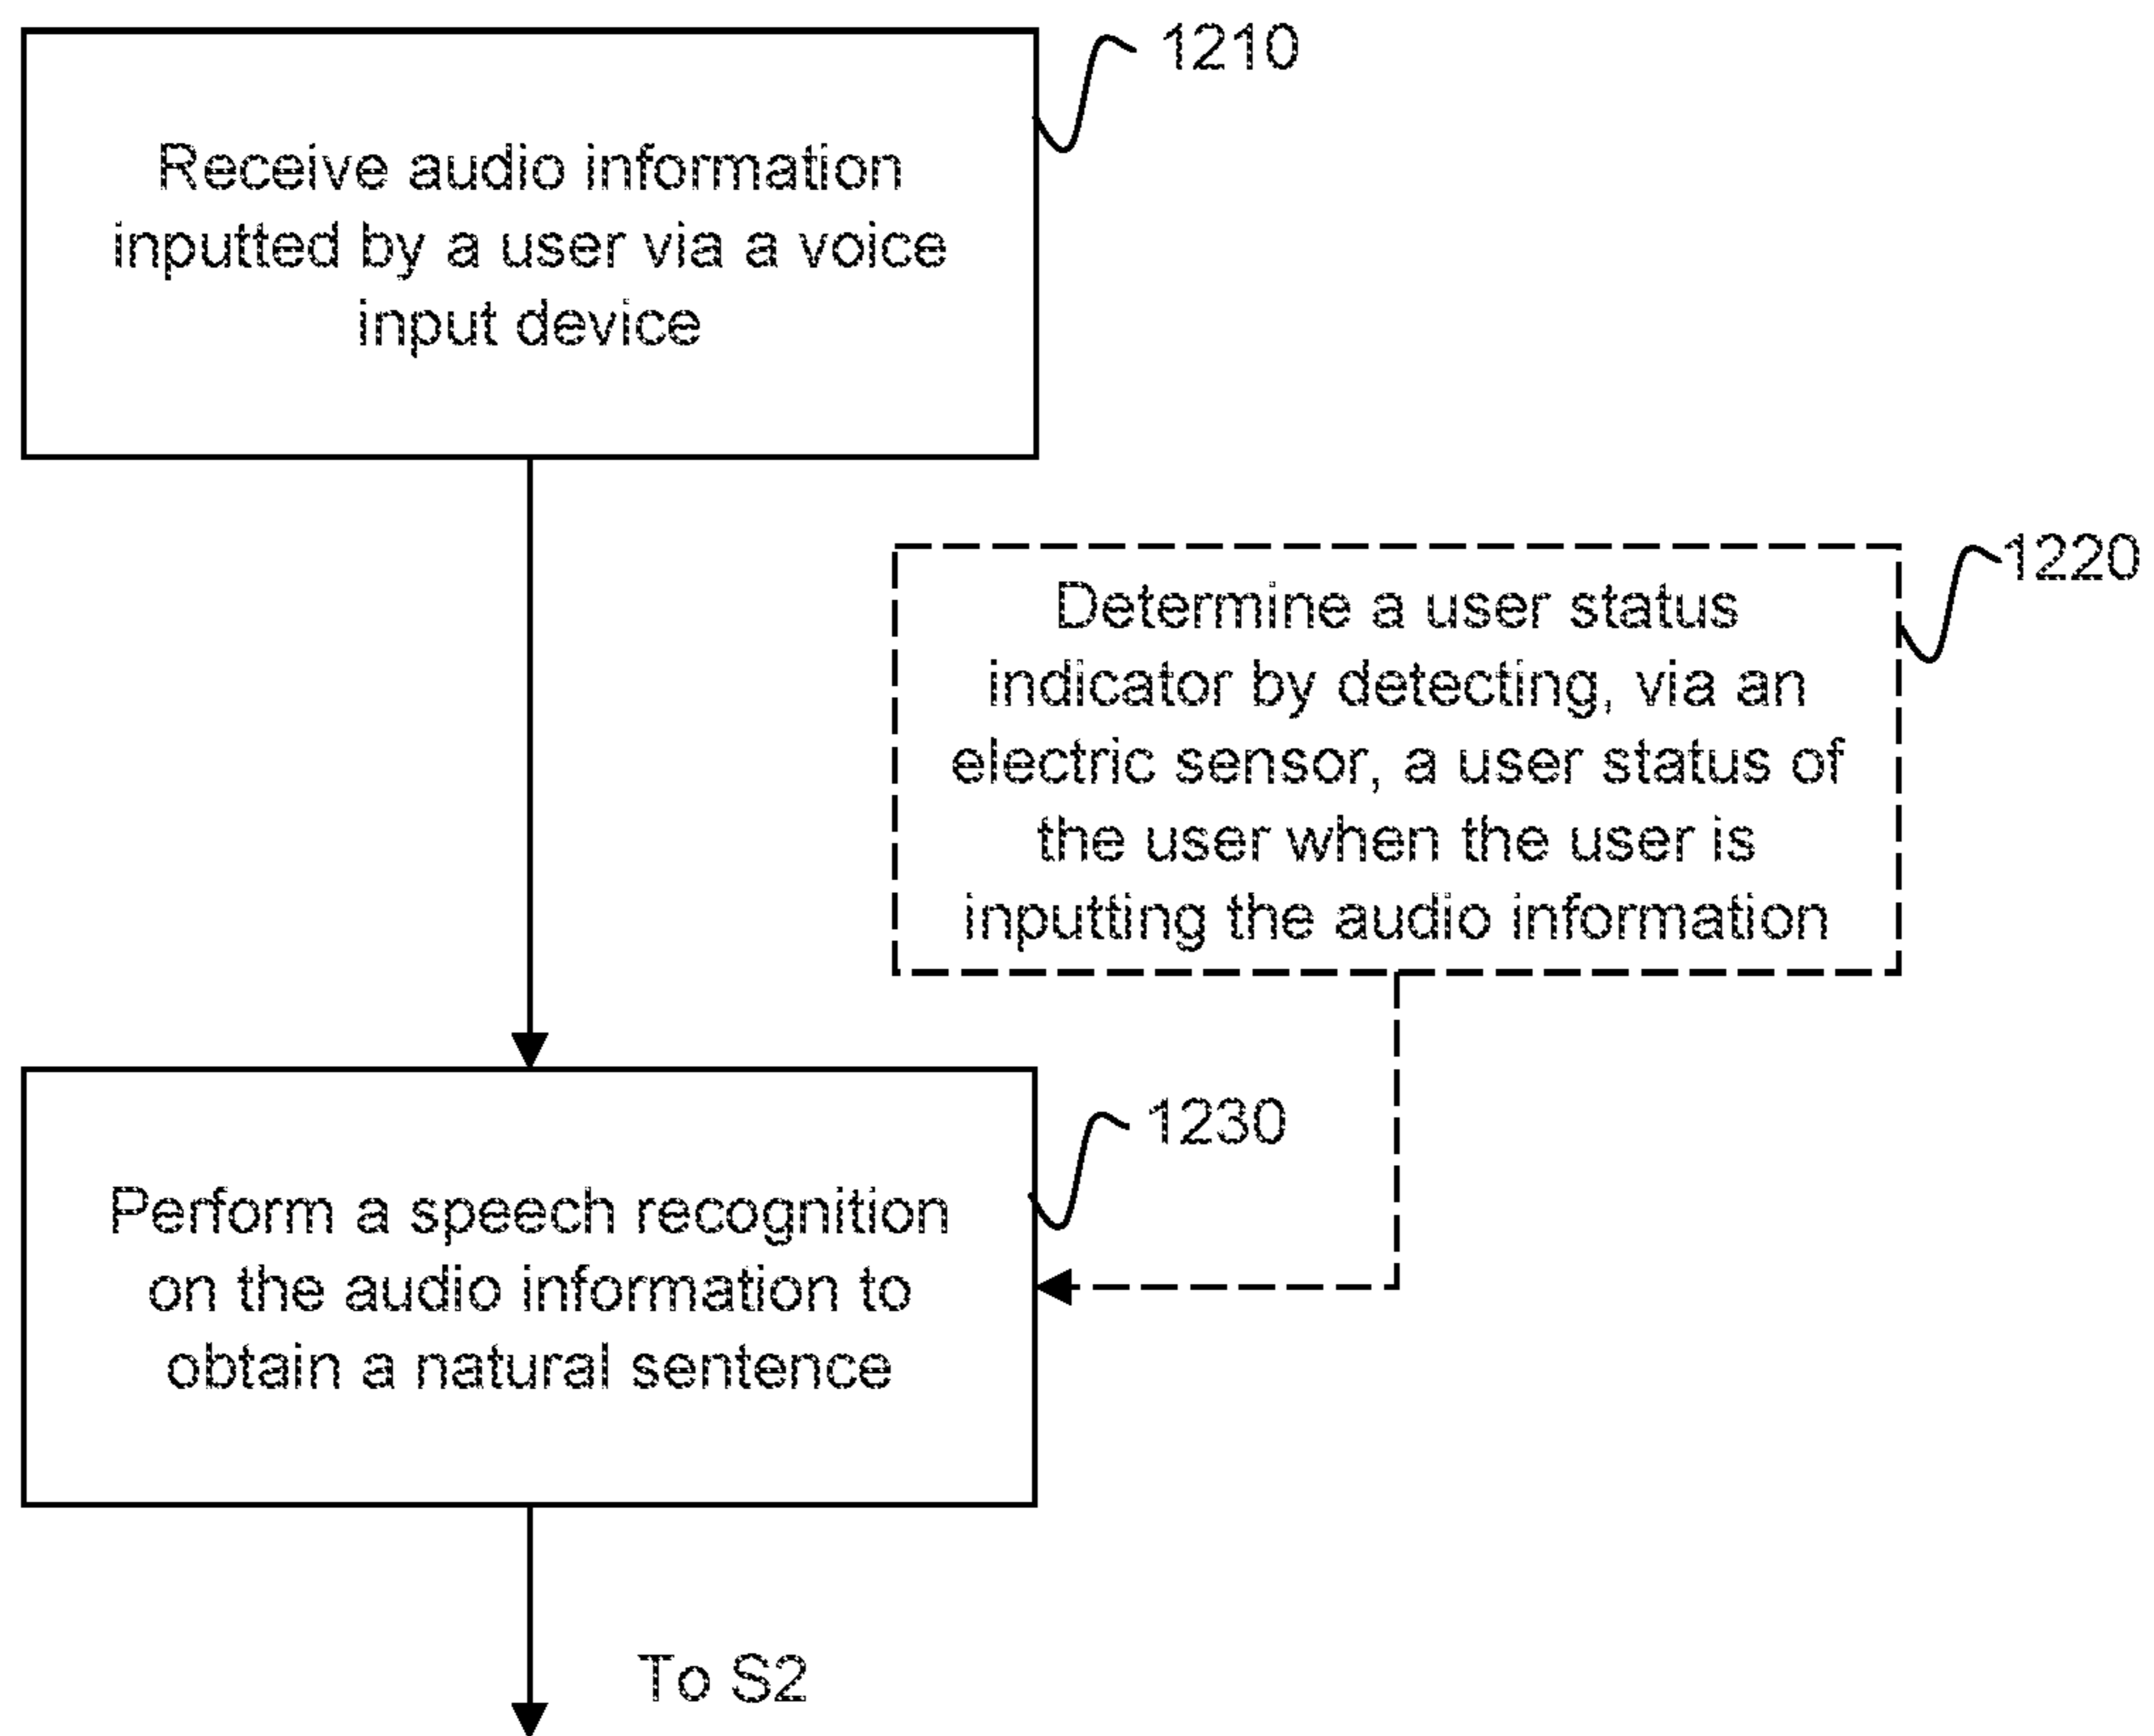 1210
Receive audio information
inputted by a user via a voice
input device
1220
Determine a user status
indicator by detecting, via an
electric sensor, a user status of
the user when the user is
inputting the audio information
1230
Perform a speech recognition
on the audio information to
obtain a natural sentence
To S2